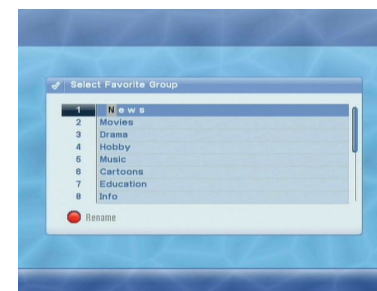 Select Favorite Group
1 News
2 Movies
3 Drama
4 Hobby
5 Music
6 Cartoons
7 Education
8 Info
Rename